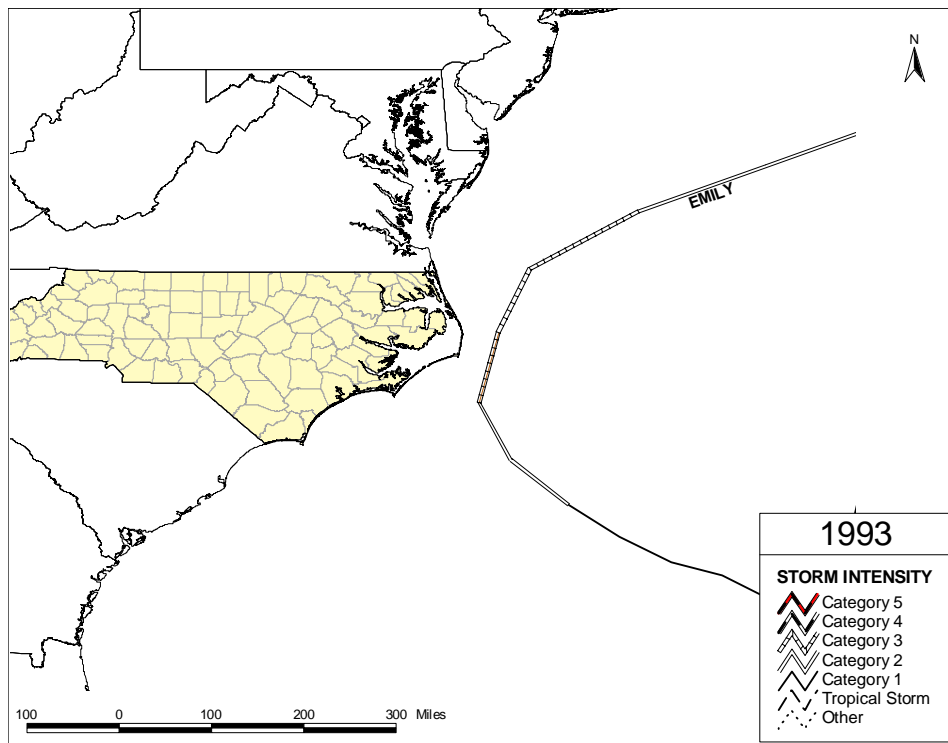 N
EMILY
1993
STORM INTENSITY
Category 5
Category 4
Category 3
Category 2
Category 1
Tropical Storm
Other
100 0 100 200 300 Miles